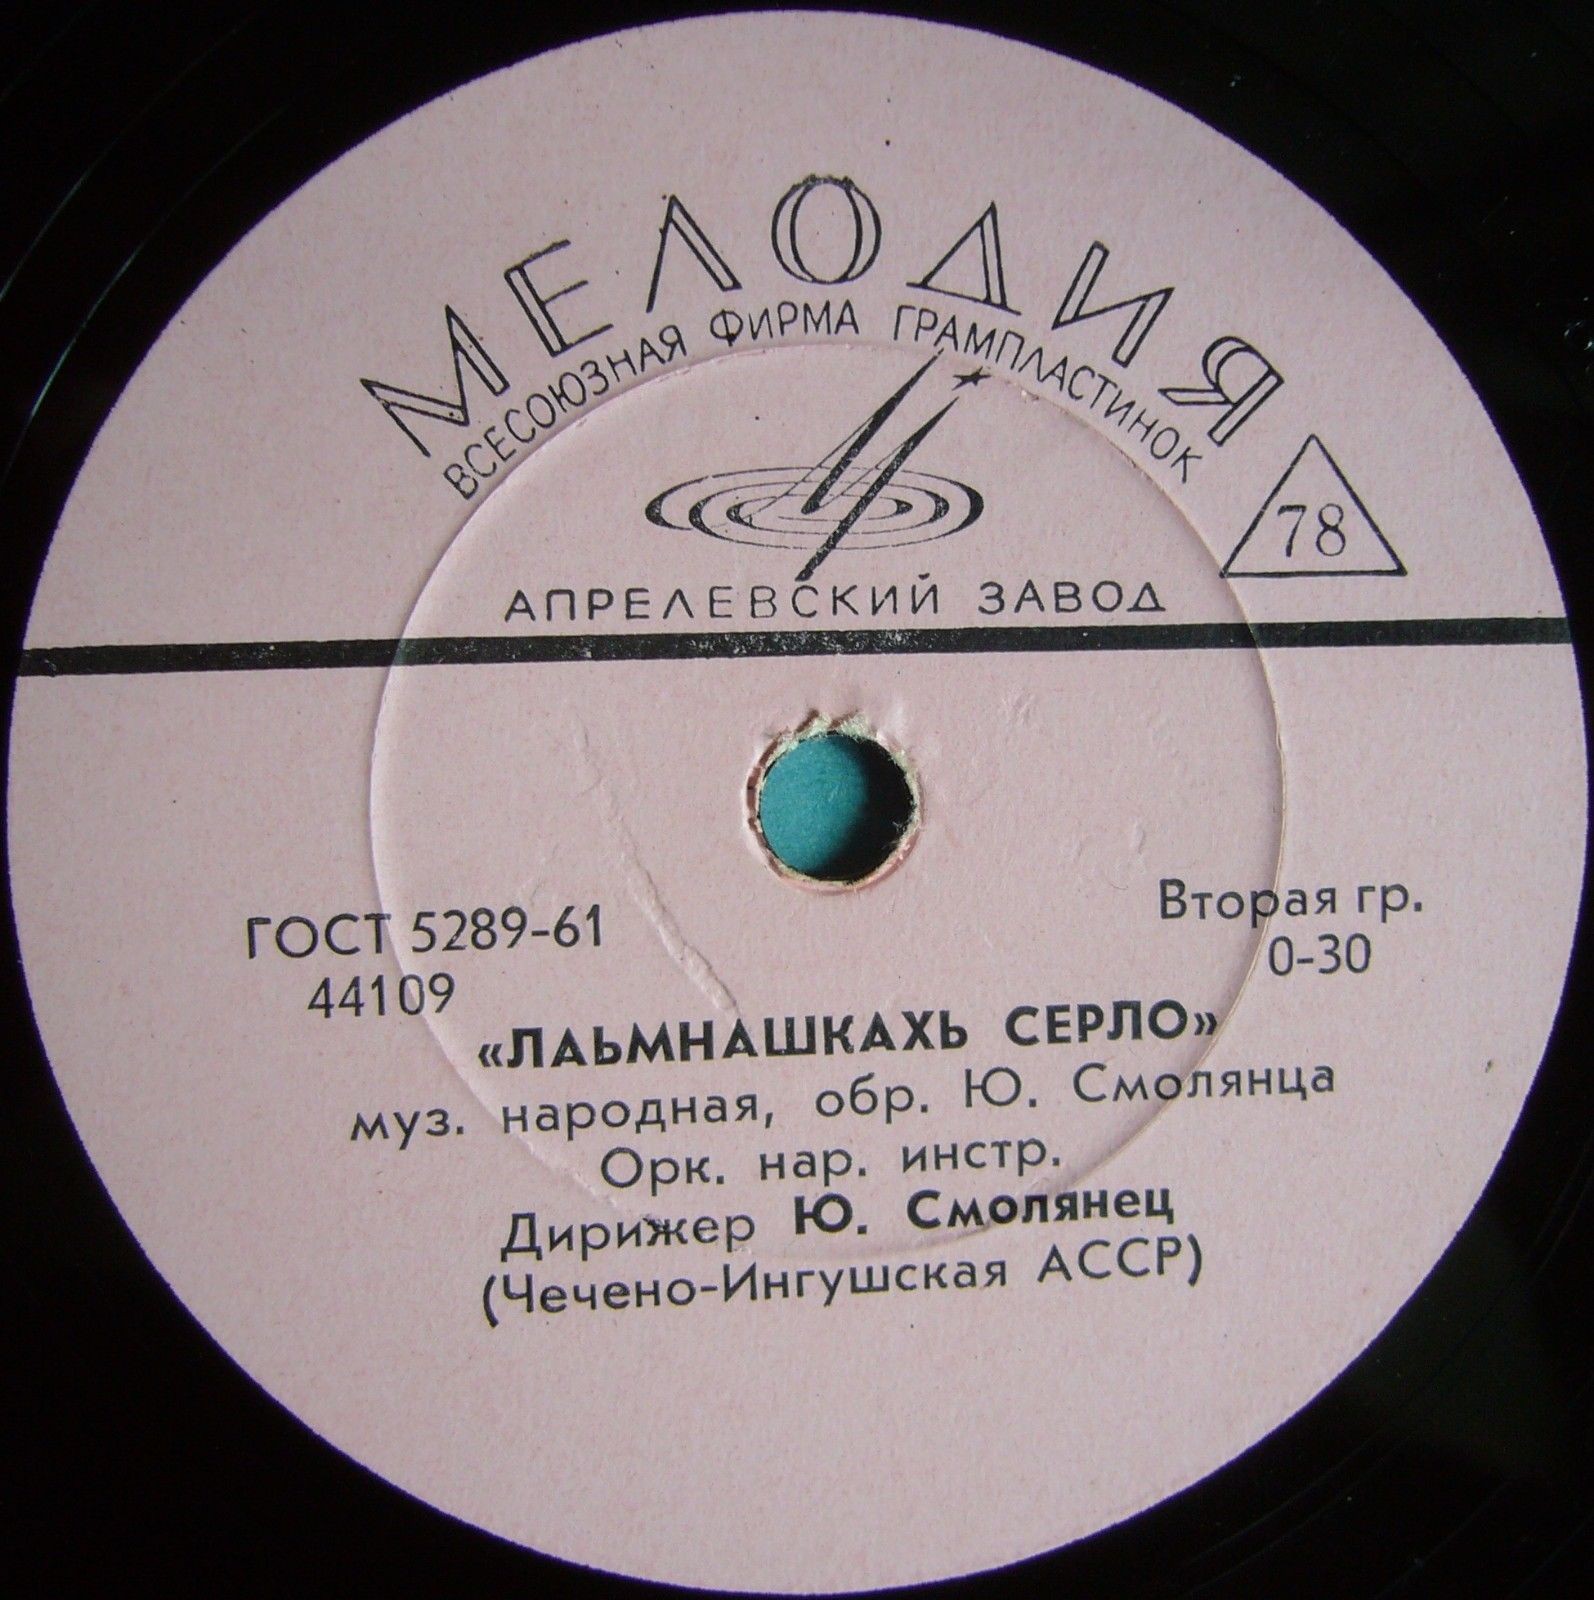 МЕЛОДИЯ
ВСЕСОЮЗНАЯ ФИРМА ГРАМПЛАСТИНОК
78
АПРЕЛЕВСКИЙ ЗАВОД
ГОСТ 5289-61
44109
Вторая гр.
0-30
«ЛАЬМНАШКАХЬ СЕРЛО»
муз. народная, обр. Ю. Смолянца
Орк. нар. инстр.
Дирижер Ю. Смолянец
(Чечено-Ингушская АССР)